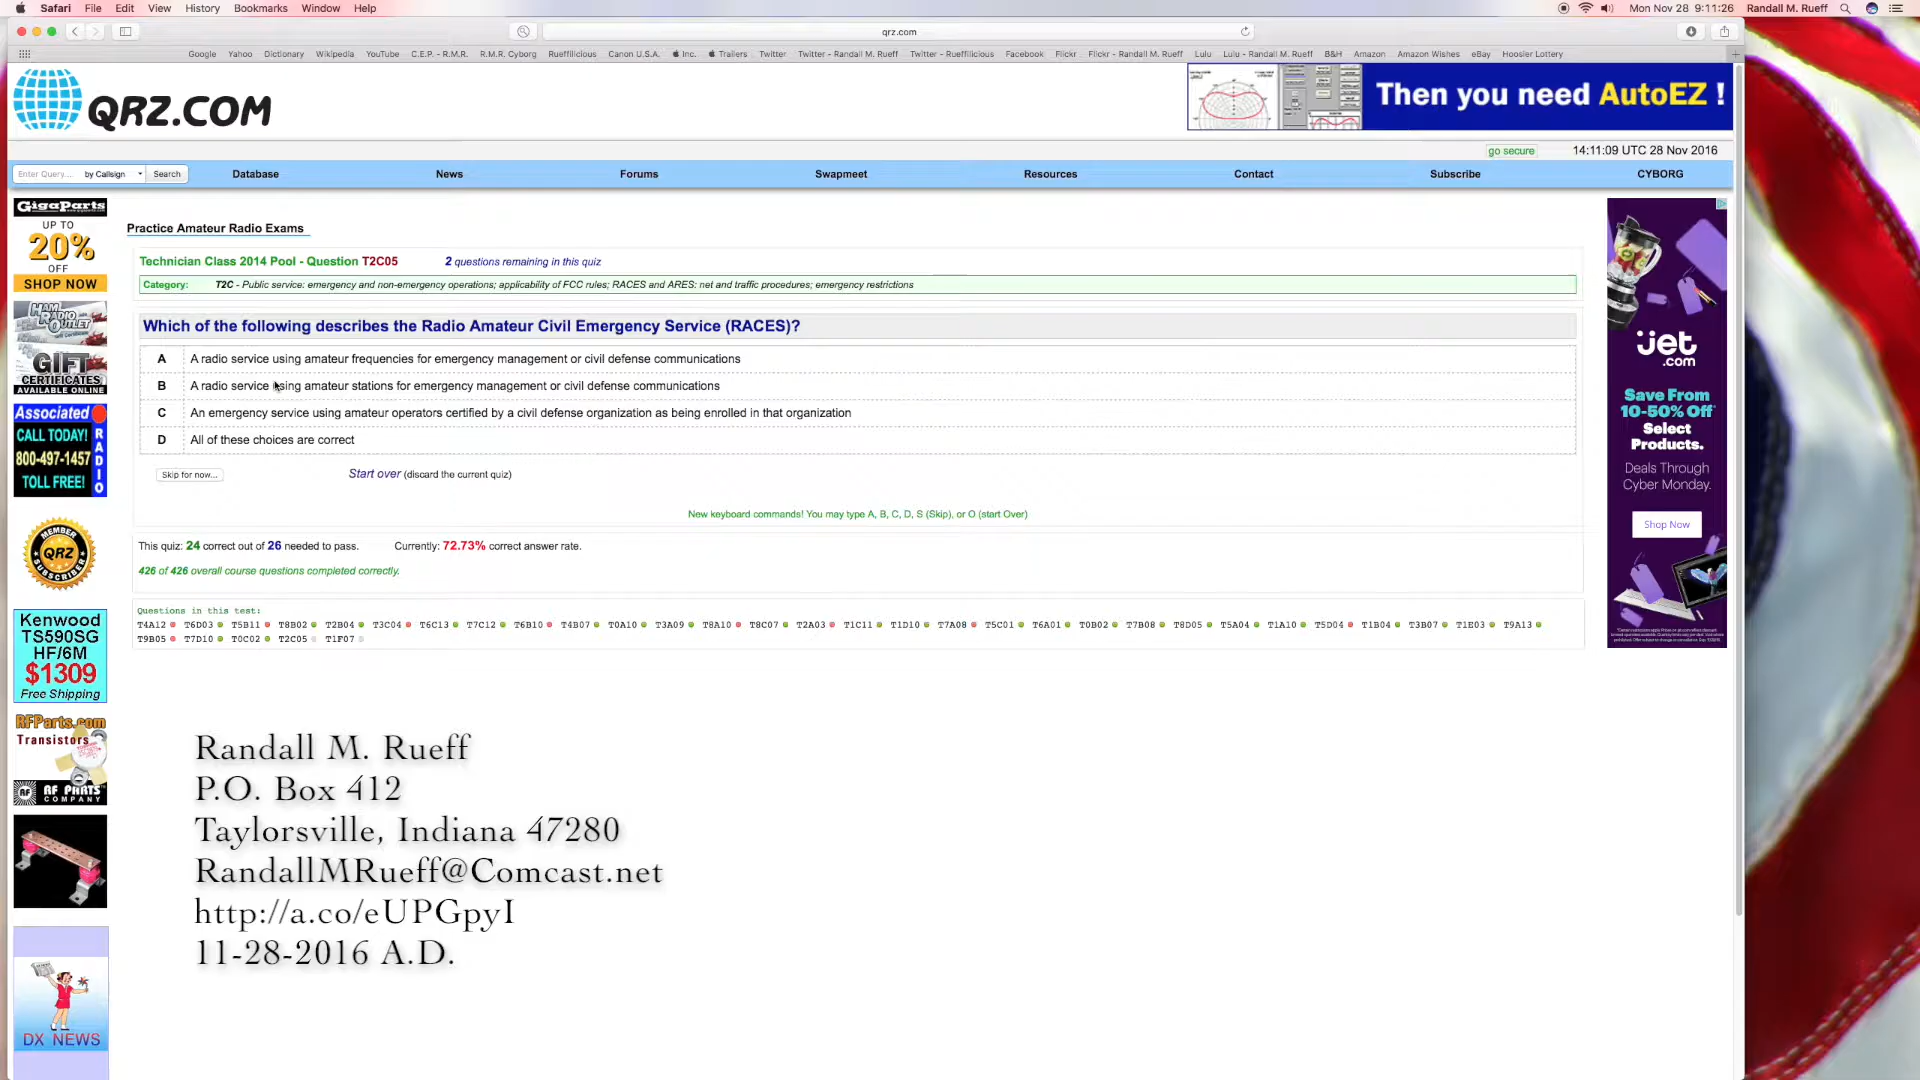 Safari File Edit View History Bookmarks Window Help
Mon Nov 28 9:11:26 Randall M. Rueff
qrz.com
Google Yahoo Dictionary Wikipedia YouTube C.E.P. - R.M.R. R.M.R. Cyborg Rueffilicious Canon U.S.A. Inc. Trailers Twitter Twitter - Randall M. Rueff Twitter - Rueffilicious Facebook Flickr Flickr - Randall M. Rueff Lulu Lulu - Randall M. Rueff B&H Amazon Amazon Wishes eBay Hoosier Lottery
QRZ.COM
Then you need AutoEZ !
go secure 14:11:09 UTC 28 Nov 2016
Enter Query... by Callsign Search Database News Forums Swapmeet Resources Contact Subscribe CYBORG
GigaParts
UP TO
20%
OFF
SHOP NOW
HAM RADIO OUTLET
GIFT
CERTIFICATES
AVAILABLE ONLINE
Associated
RADIO
CALL TODAY!
800-497-1457
TOLL FREE!
MEMBER
QRZ
SUBSCRIBER
Kenwood
TS590SG
HF/6M
$1309
Free Shipping
RFParts.com
Transistors
RF PARTS
COMPANY
DX NEWS
Practice Amateur Radio Exams
Technician Class 2014 Pool - Question T2C05 2 questions remaining in this quiz
Category: T2C - Public service: emergency and non-emergency operations; applicability of FCC rules; RACES and ARES: net and traffic procedures; emergency restrictions
Which of the following describes the Radio Amateur Civil Emergency Service (RACES)?
A A radio service using amateur frequencies for emergency management or civil defense communications
B A radio service using amateur stations for emergency management or civil defense communications
C An emergency service using amateur operators certified by a civil defense organization as being enrolled in that organization
D All of these choices are correct
Skip for now... Start over (discard the current quiz)
New keyboard commands! You may type A, B, C, D, S (Skip), or O (start Over)
This quiz: 24 correct out of 26 needed to pass. Currently: 72.73% correct answer rate.
426 of 426 overall course questions completed correctly.
Questions in this test:
T4A12 T6D03 T5B11 T8B02 T2B04 T3C04 T6C13 T7C12 T6B10 T4B07 T0A10 T3A09 T8A10 T8C07 T2A03 T1C11 T1D10 T7A08 T5C01 T6A01 T0B02 T7B08 T8D05 T5A04 T1A10 T5D04 T1B04 T3B07 T1E03 T9A13
T9B05 T7D10 T0C02 T2C05 T1F07
jet
.com
Save From
10-50% Off*
Select
Products.
Deals Through
Cyber Monday.
Shop Now
Randall M. Rueff
P.O. Box 412
Taylorsville, Indiana 47280
RandallMRueff@Comcast.net
http://a.co/eUPGpyI
11-28-2016 A.D.